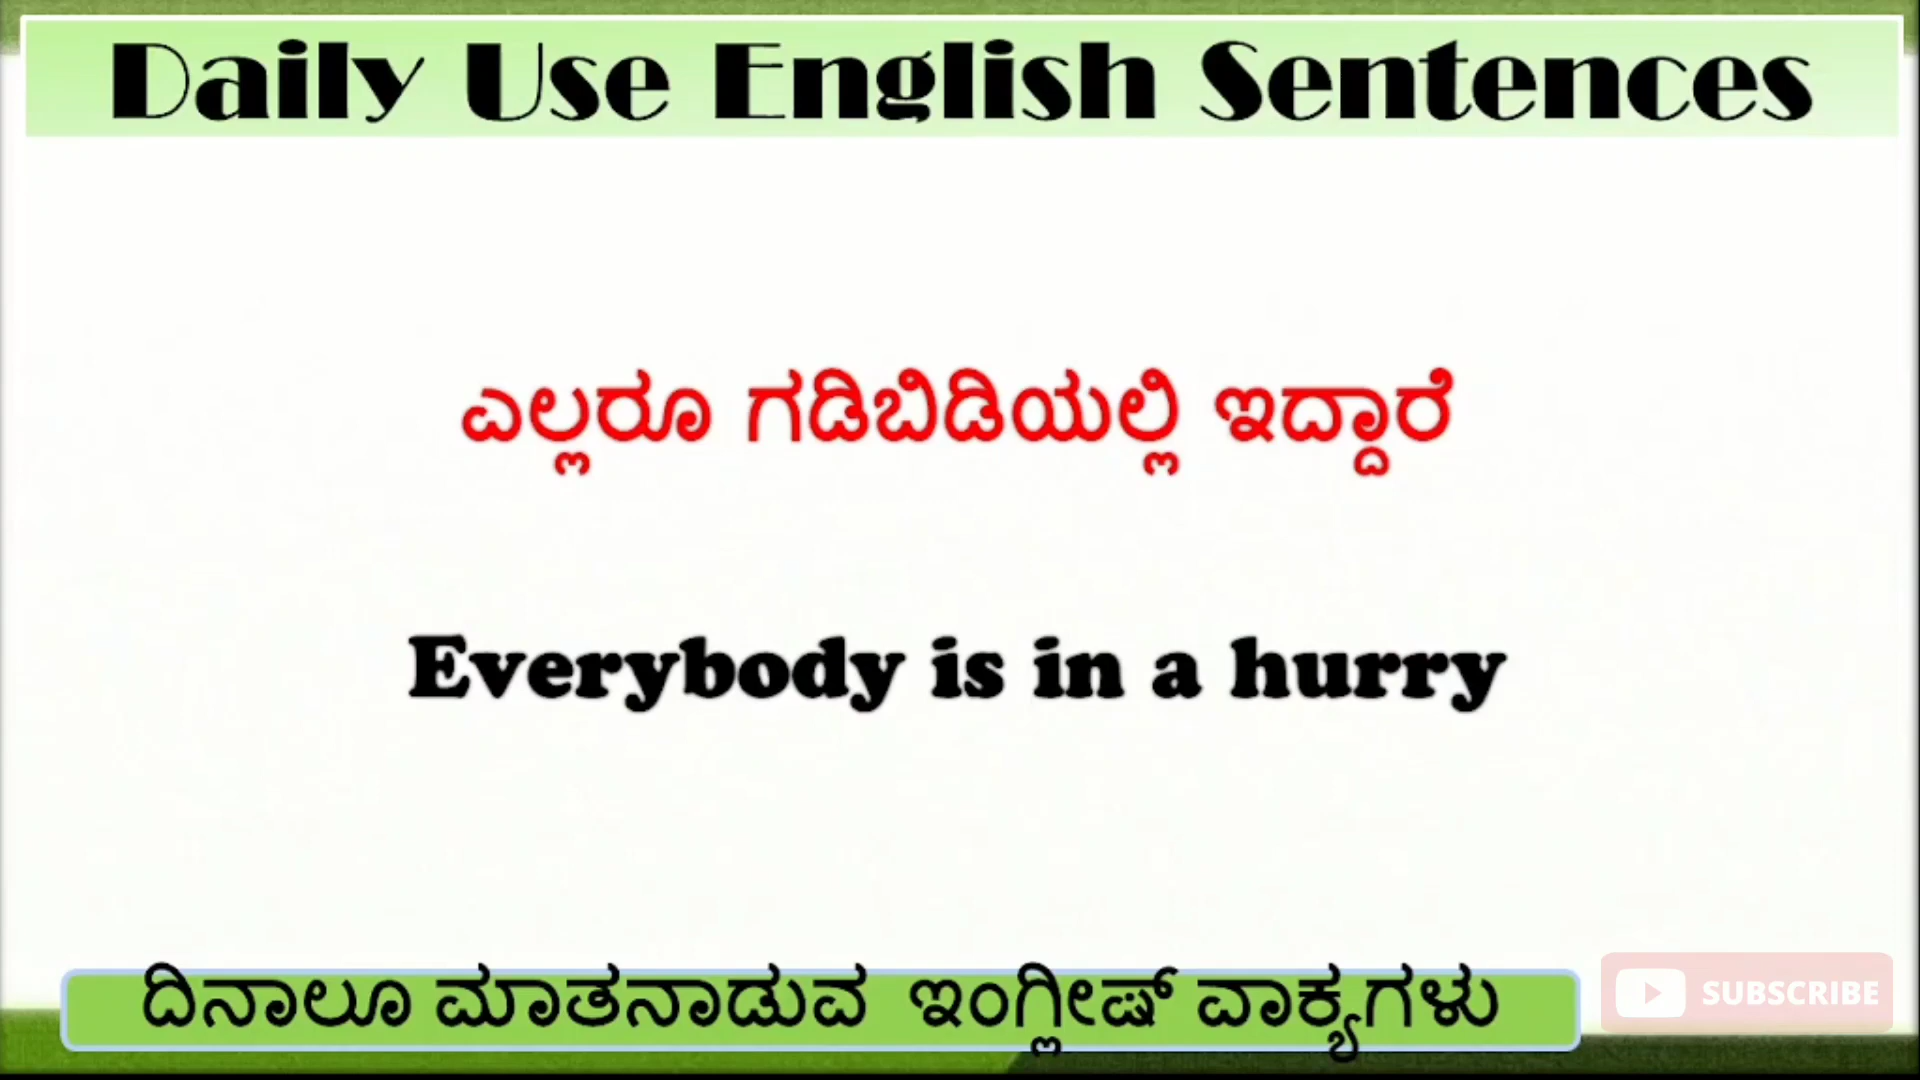 Daily Use English Sentences
ಎಲ್ಲರೂ ಗಡಿಬಿಡಿಯಲ್ಲಿ ಇದ್ದಾರೆ
Everybody is in a hurry
ದಿನಾಲೂ ಮಾತನಾಡುವ ಇಂಗ್ಲೀಷ್ ವಾಕ್ಯಗಳು
SUBSCRIBE